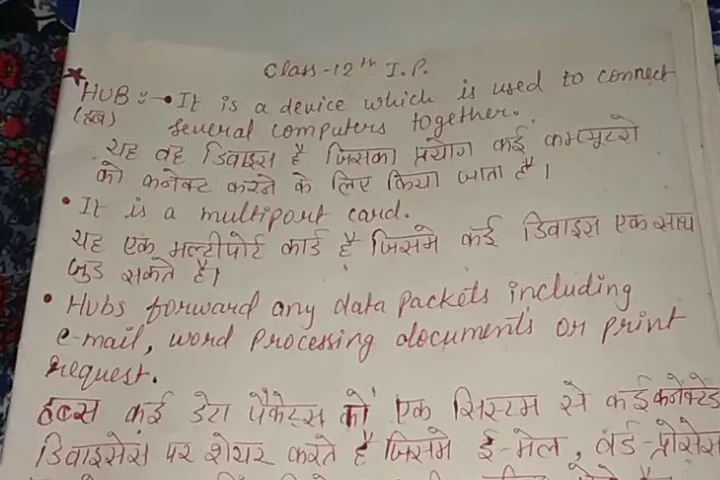 Class-12th I.P.
* HUB :- • It is a device which is used to connect
(हब) several computers together.
यह वह डिवाइस है जिसका प्रयोग कई कम्प्यूटरो
को कनेक्ट करने के लिए किया जाता है।
• It is a multiport card.
यह एक मल्टीपोर्ट कार्ड है जिसमे कई डिवाइस एक साथ
जुड सकते है।
• Hubs forward any data packets including
e-mail, word processing documents or print
request.
हब्स कई डेटा पैकेट्स को एक सिस्टम से कई कनेक्टेड
डिवाइसेस पर शेयर करते है जिसमे ई-मेल, वर्ड-प्रोसेस